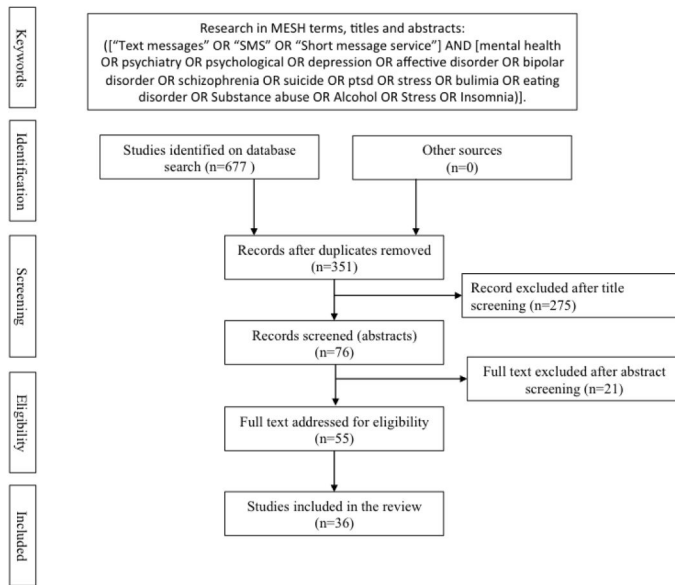 Keywords
Research in MESH terms, titles and abstracts:
([“Text messages” OR “SMS” OR “Short message service”] AND [mental health
OR psychiatry OR psychological OR depression OR affective disorder OR bipolar
disorder OR schizophrenia OR suicide OR ptsd OR stress OR bulimia OR eating
disorder OR Substance abuse OR Alcohol OR Stress OR Insomnia)].
Identification
Studies identified on database
search (n=677 )
Other sources
(n=0)
Screening
Records after duplicates removed
(n=351)
Record excluded after title
screening (n=275)
Records screened (abstracts)
(n=76)
Full text excluded after abstract
screening (n=21)
Eligibility
Full text addressed for eligibility
(n=55)
Included
Studies included in the review
(n=36)